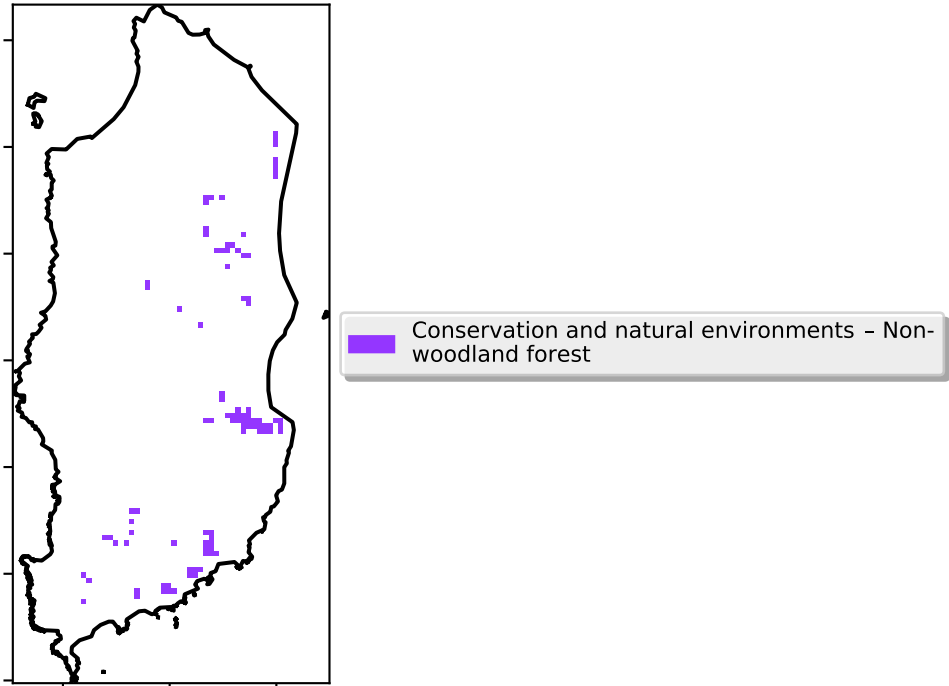 Conservation and natural environments – Non-
woodland forest